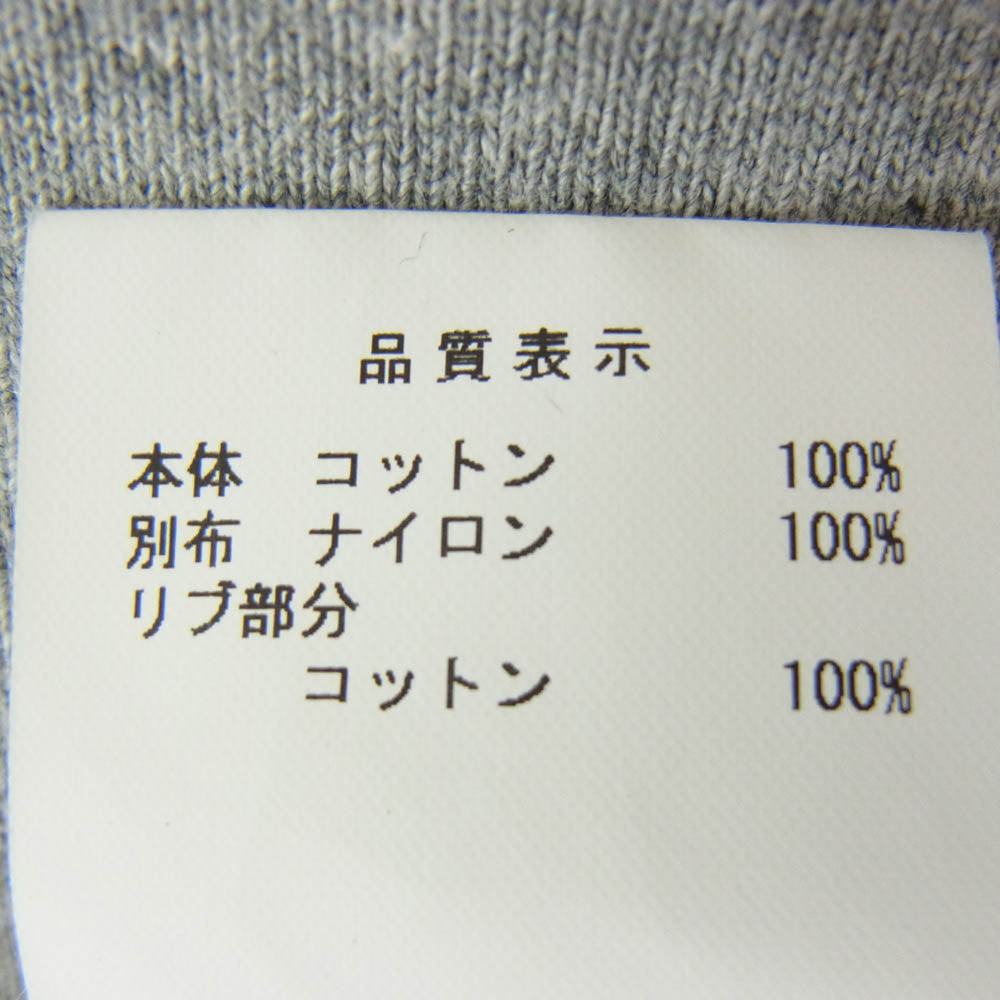 品質表示
本体 コットン 100%
別布 ナイロン 100%
リブ部分
コットン 100%